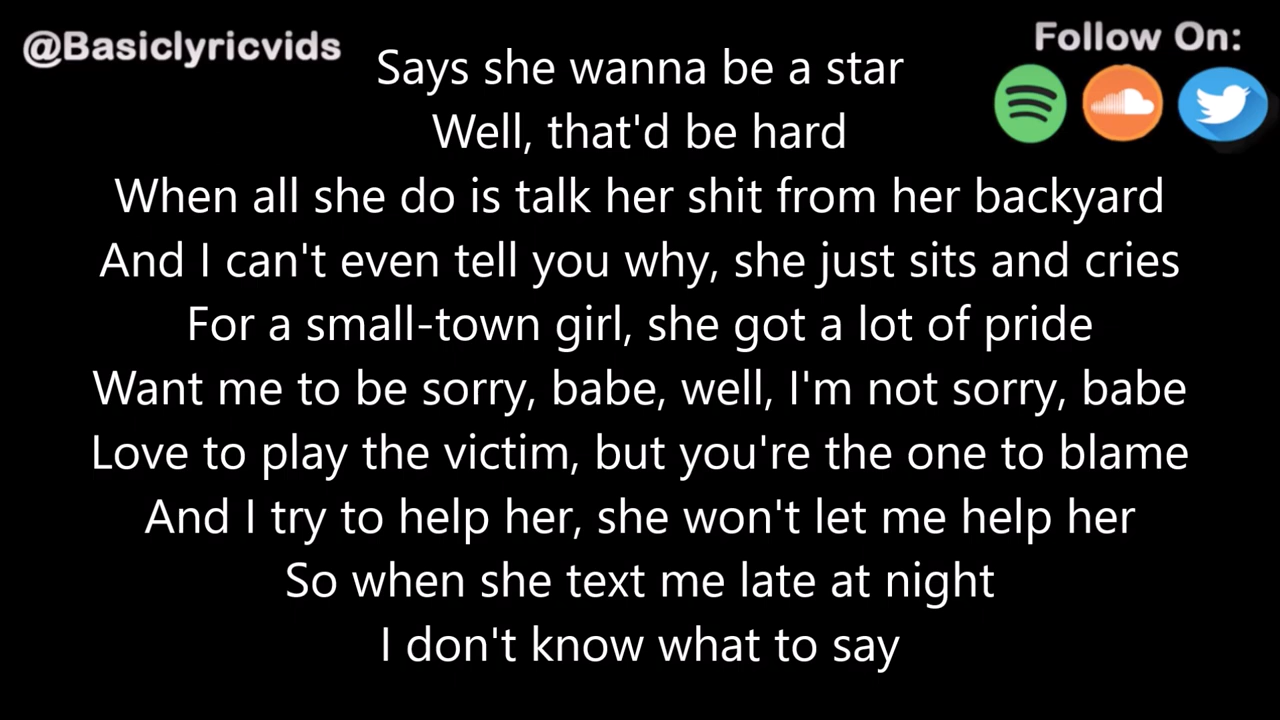 @Basiclyricvids
Follow On:
Says she wanna be a star
Well, that'd be hard
When all she do is talk her shit from her backyard
And I can't even tell you why, she just sits and cries
For a small-town girl, she got a lot of pride
Want me to be sorry, babe, well, I'm not sorry, babe
Love to play the victim, but you're the one to blame
And I try to help her, she won't let me help her
So when she text me late at night
I don't know what to say